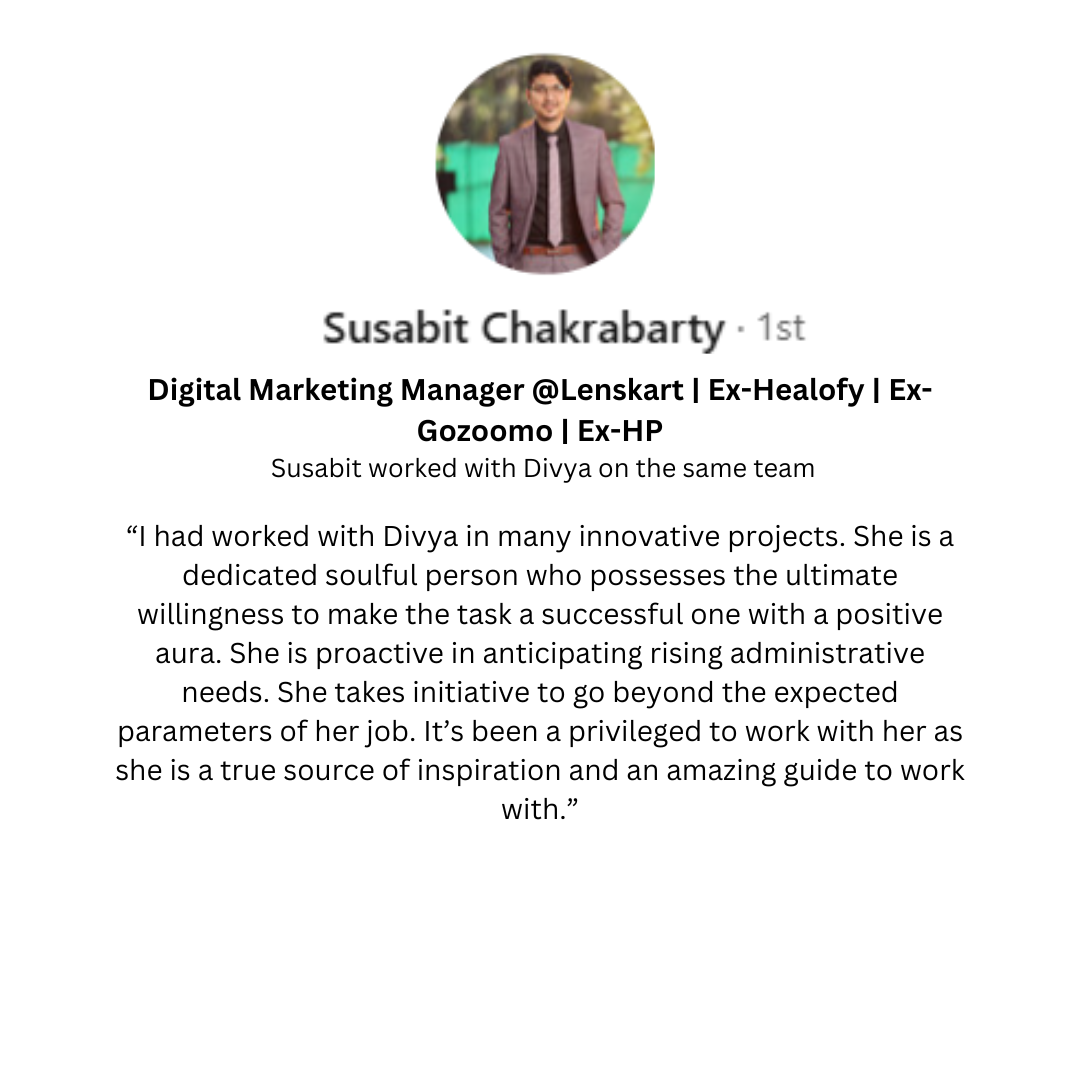 Susabit Chakrabarty · 1st
Digital Marketing Manager @Lenskart | Ex-Healofy | Ex-
Gozoomo | Ex-HP
Susabit worked with Divya on the same team
“I had worked with Divya in many innovative projects. She is a
dedicated soulful person who possesses the ultimate
willingness to make the task a successful one with a positive
aura. She is proactive in anticipating rising administrative
needs. She takes initiative to go beyond the expected
parameters of her job. It’s been a privileged to work with her as
she is a true source of inspiration and an amazing guide to work
with.”